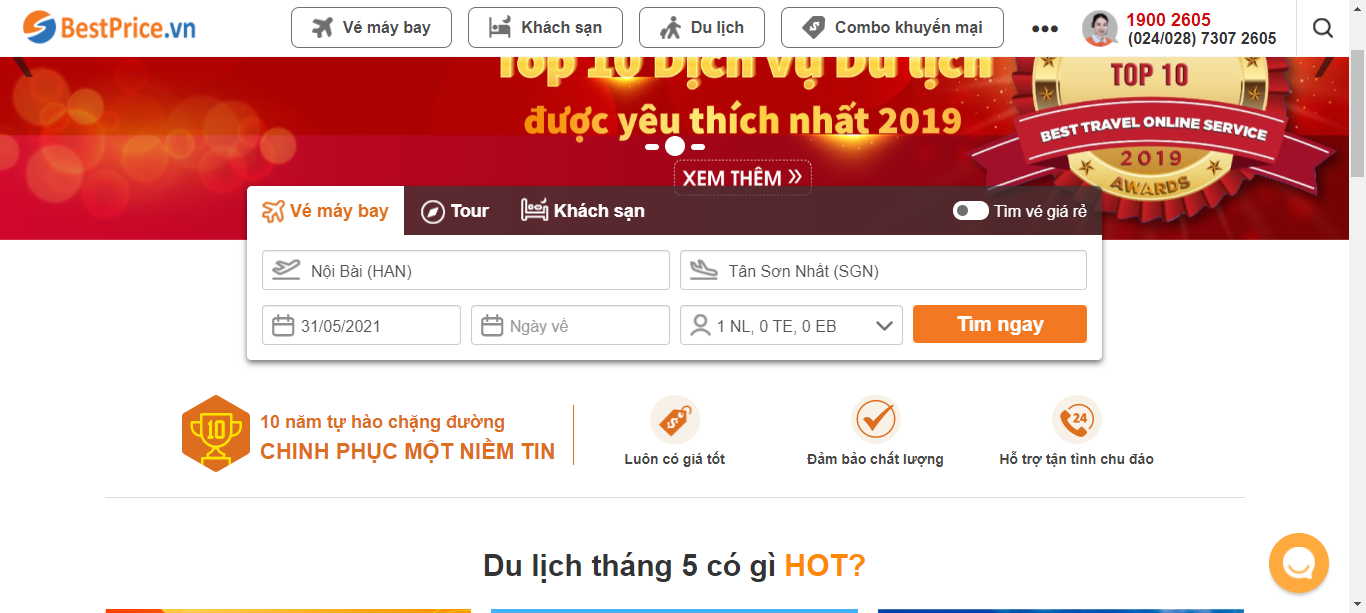 BestPrice.vn
Vé máy bay
Khách sạn
Du lịch
Combo khuyến mại
1900 2605
(024/028) 7307 2605
Top 10 Dịch vụ Du lịch
được yêu thích nhất 2019
XEM THÊM »
TOP 10
BEST TRAVEL ONLINE SERVICE
2019
AWARDS
Vé máy bay
Tour
Khách sạn
Tìm vé giá rẻ
Nội Bài (HAN)
Tân Sơn Nhất (SGN)
31/05/2021
Ngày về
1 NL, 0 TE, 0 EB
Tìm ngay
10
10 năm tự hào chặng đường
CHINH PHỤC MỘT NIỀM TIN
Luôn có giá tốt
Đảm bảo chất lượng
24
Hỗ trợ tận tình chu đáo
Du lịch tháng 5 có gì HOT?